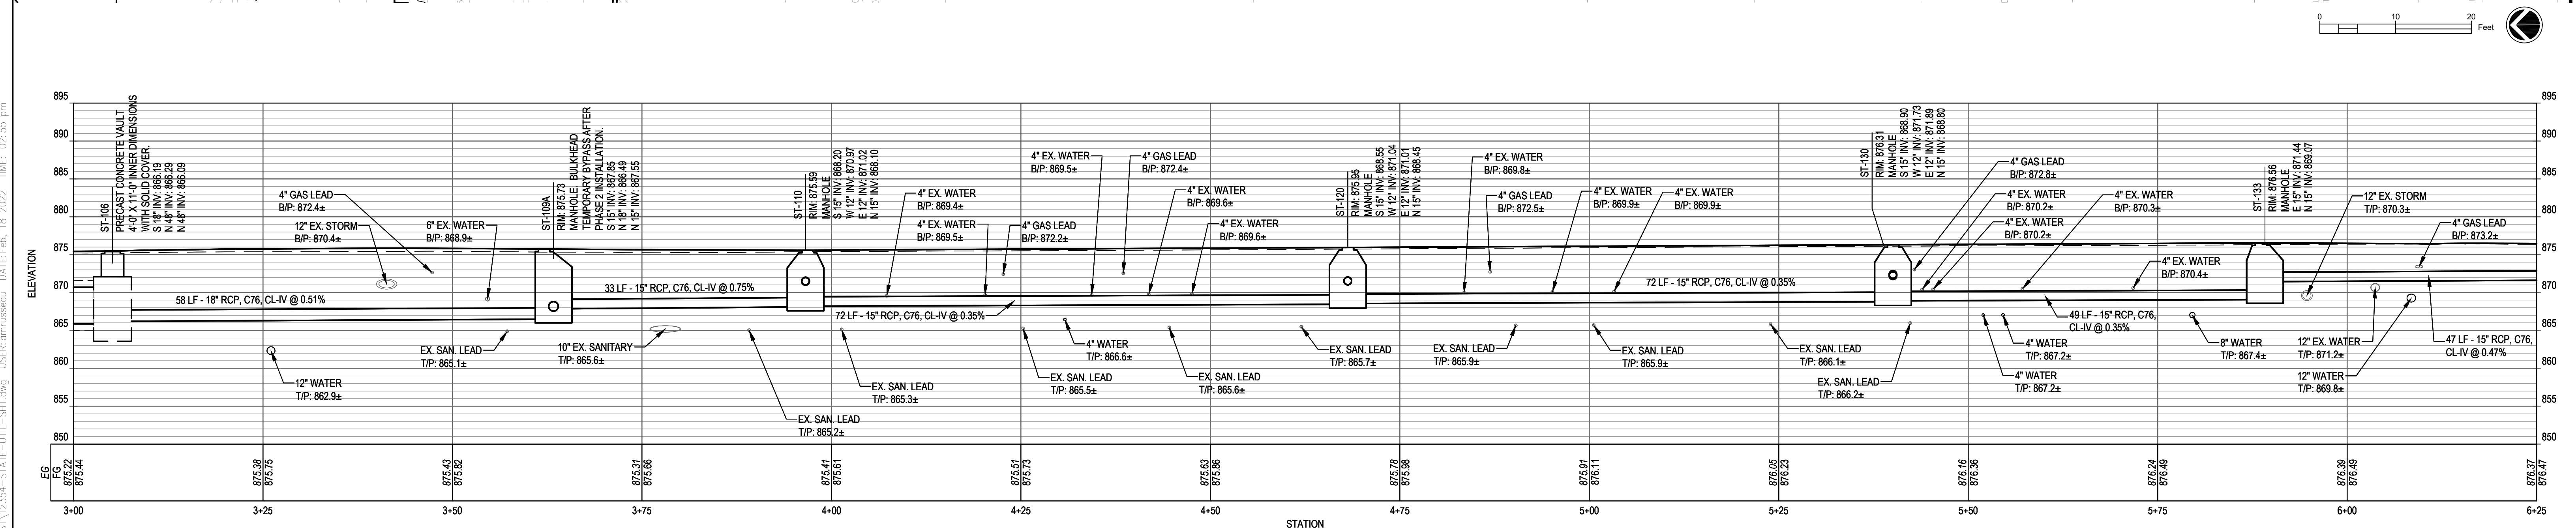 0 10 20 Feet
895
890
885
880
875
870
865
860
855
850
ELEVATION
ST-106
PRECAST CONCRETE VAULT
4'-0" X 11'-0" INNER DIMENSIONS
WITH SOLID COVER.
S 18" INV: 866.19
N 48" INV: 866.29
N 48" INV: 866.09
58 LF - 18" RCP, C76, CL-IV @ 0.51%
12" WATER
T/P: 862.9±
4" GAS LEAD
B/P: 872.4±
12" EX. STORM
B/P: 870.4±
6" EX. WATER
B/P: 868.9±
EX. SAN. LEAD
T/P: 865.1±
ST-109A
RIM: 875.73
MANHOLE. BULKHEAD
TEMPORARY BYPASS AFTER
PHASE 2 INSTALLATION.
S 15" INV: 867.85
N 18" INV: 866.49
N 15" INV: 867.55
10" EX. SANITARY
T/P: 865.6±
33 LF - 15" RCP, C76, CL-IV @ 0.75%
EX. SAN. LEAD
T/P: 865.2±
ST-110
RIM: 875.59
MANHOLE
S 15" INV: 868.20
W 12" INV: 870.97
E 12" INV: 871.02
N 15" INV: 868.10
72 LF - 15" RCP, C76, CL-IV @ 0.35%
EX. SAN. LEAD
T/P: 865.3±
4" EX. WATER
B/P: 869.4±
4" EX. WATER
B/P: 869.5±
4" GAS LEAD
B/P: 872.2±
4" EX. WATER
B/P: 869.5±
4" GAS LEAD
B/P: 872.4±
4" EX. WATER
B/P: 869.6±
4" EX. WATER
B/P: 869.6±
EX. SAN. LEAD
T/P: 865.5±
4" WATER
T/P: 866.6±
EX. SAN. LEAD
T/P: 865.6±
EX. SAN. LEAD
T/P: 865.7±
ST-120
RIM: 875.95
MANHOLE
S 15" INV: 868.55
W 12" INV: 871.04
E 12" INV: 871.01
N 15" INV: 868.45
4" EX. WATER
B/P: 869.8±
4" GAS LEAD
B/P: 872.5±
4" EX. WATER
B/P: 869.9±
4" EX. WATER
B/P: 869.9±
72 LF - 15" RCP, C76, CL-IV @ 0.35%
EX. SAN. LEAD
T/P: 865.9±
EX. SAN. LEAD
T/P: 865.9±
EX. SAN. LEAD
T/P: 866.1±
EX. SAN. LEAD
T/P: 866.2±
ST-130
RIM: 876.31
MANHOLE
S 15" INV: 868.90
W 12" INV: 871.73
E 12" INV: 871.89
N 15" INV: 868.80
4" GAS LEAD
B/P: 872.8±
4" EX. WATER
B/P: 870.2±
4" EX. WATER
B/P: 870.2±
4" EX. WATER
B/P: 870.3±
4" EX. WATER
B/P: 870.4±
49 LF - 15" RCP, C76,
CL-IV @ 0.35%
4" WATER
T/P: 867.2±
4" WATER
T/P: 867.2±
8" WATER
T/P: 867.4±
ST-133
RIM: 876.56
MANHOLE
E 15" INV: 871.44
N 15" INV: 869.07
12" EX. STORM
T/P: 870.3±
4" GAS LEAD
B/P: 873.2±
12" EX. WATER
T/P: 871.2±
12" WATER
T/P: 869.8±
47 LF - 15" RCP, C76,
CL-IV @ 0.47%
895
890
885
880
875
870
865
860
855
850
EG
FG
875.22
875.44
875.38
875.75
875.43
875.82
875.31
875.66
875.41
875.61
875.51
875.73
875.63
875.86
875.78
875.98
875.91
876.11
876.05
876.23
876.16
876.36
876.24
876.49
876.39
876.49
876.37
876.47
3+00 3+25 3+50 3+75 4+00 4+25 4+50 4+75 5+00 5+25 5+50 5+75 6+00 6+25
STATION